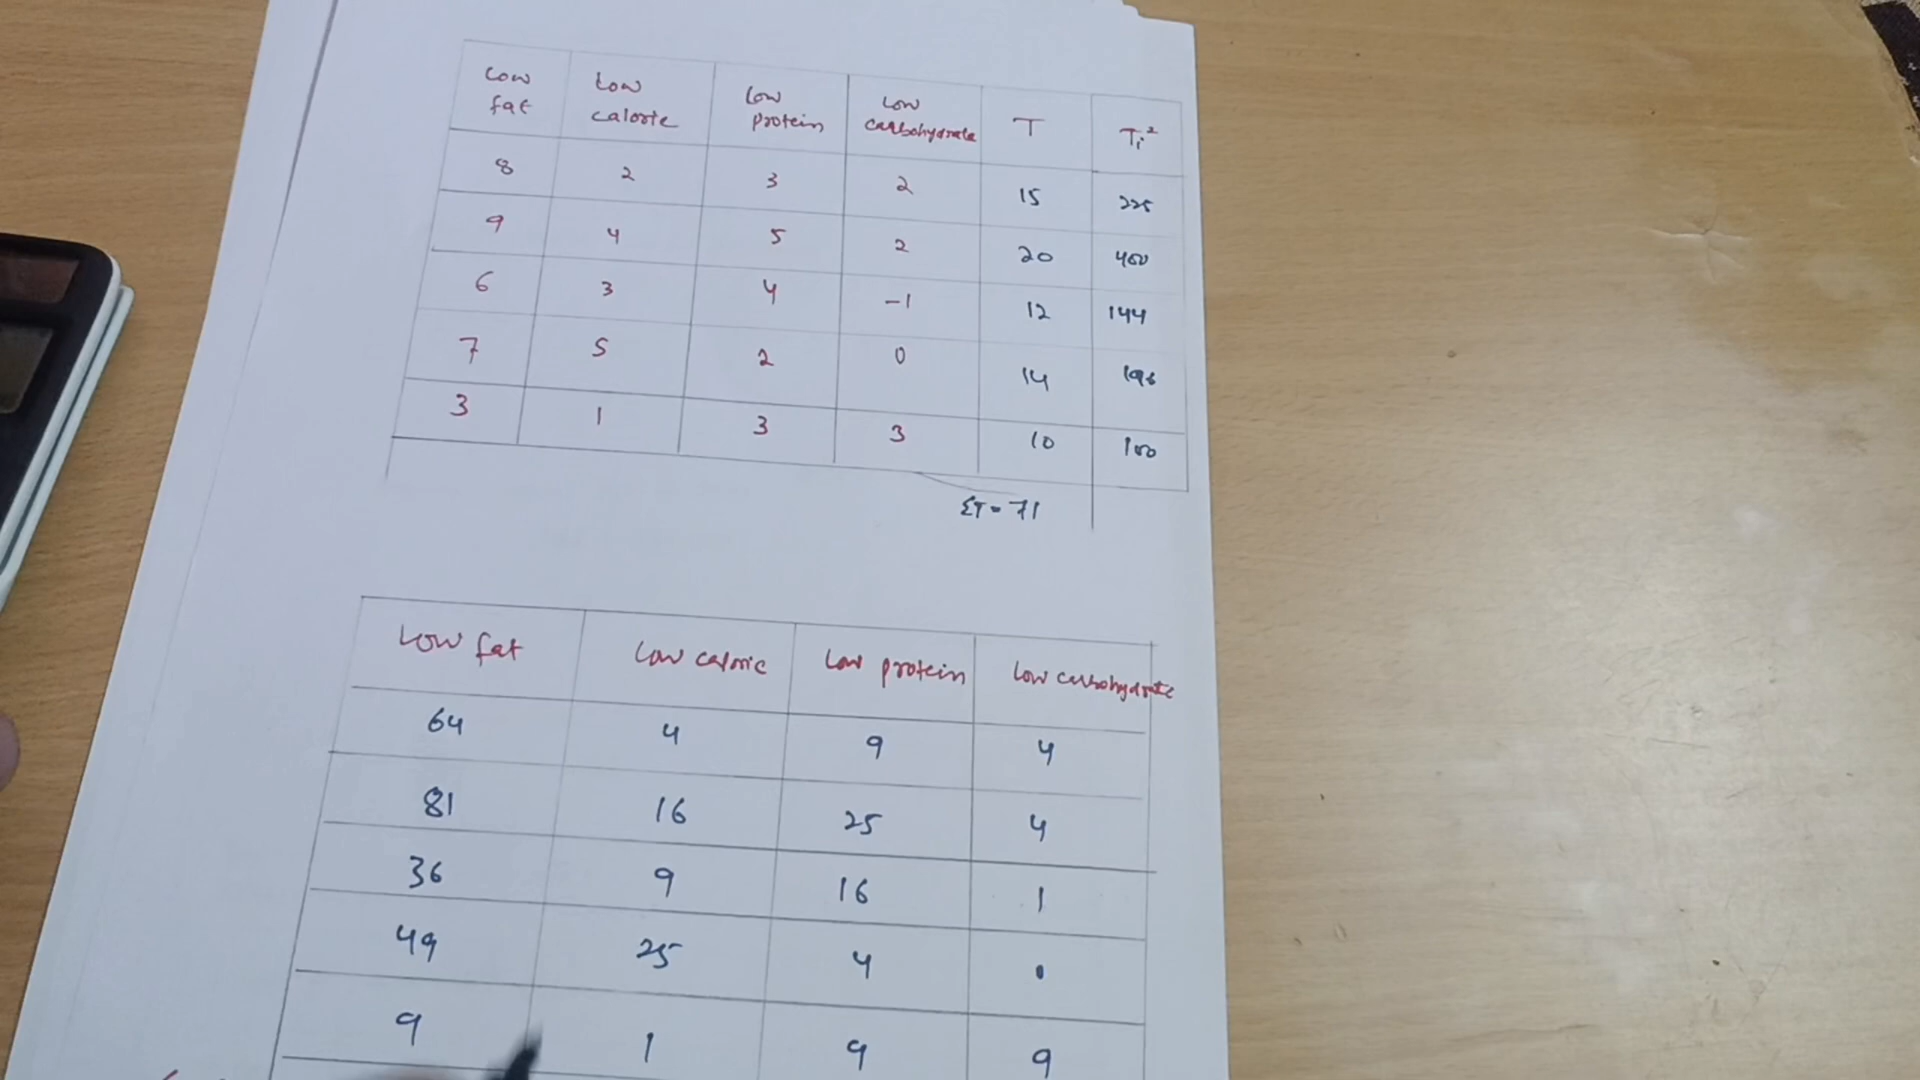 Low fat Low calorie Low protein Low carbohydrate T Ti²
8 2 3 2 15 225
9 4 5 2 20 400
6 3 4 -1 12 144
7 5 2 0 14 196
3 1 3 3 10 100
ΣT = 71
Low fat Low calorie Low protein Low carbohydrate
64 4 9 4
81 16 25 4
36 9 16 1
49 25 4 0
9 1 9 9